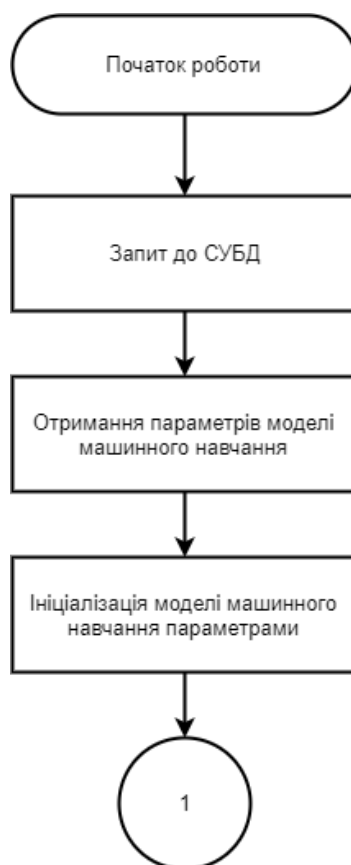 Початок роботи
Запит до СУБД
Отримання параметрів моделі
машинного навчання
Ініціалізація моделі машинного
навчання параметрами
1